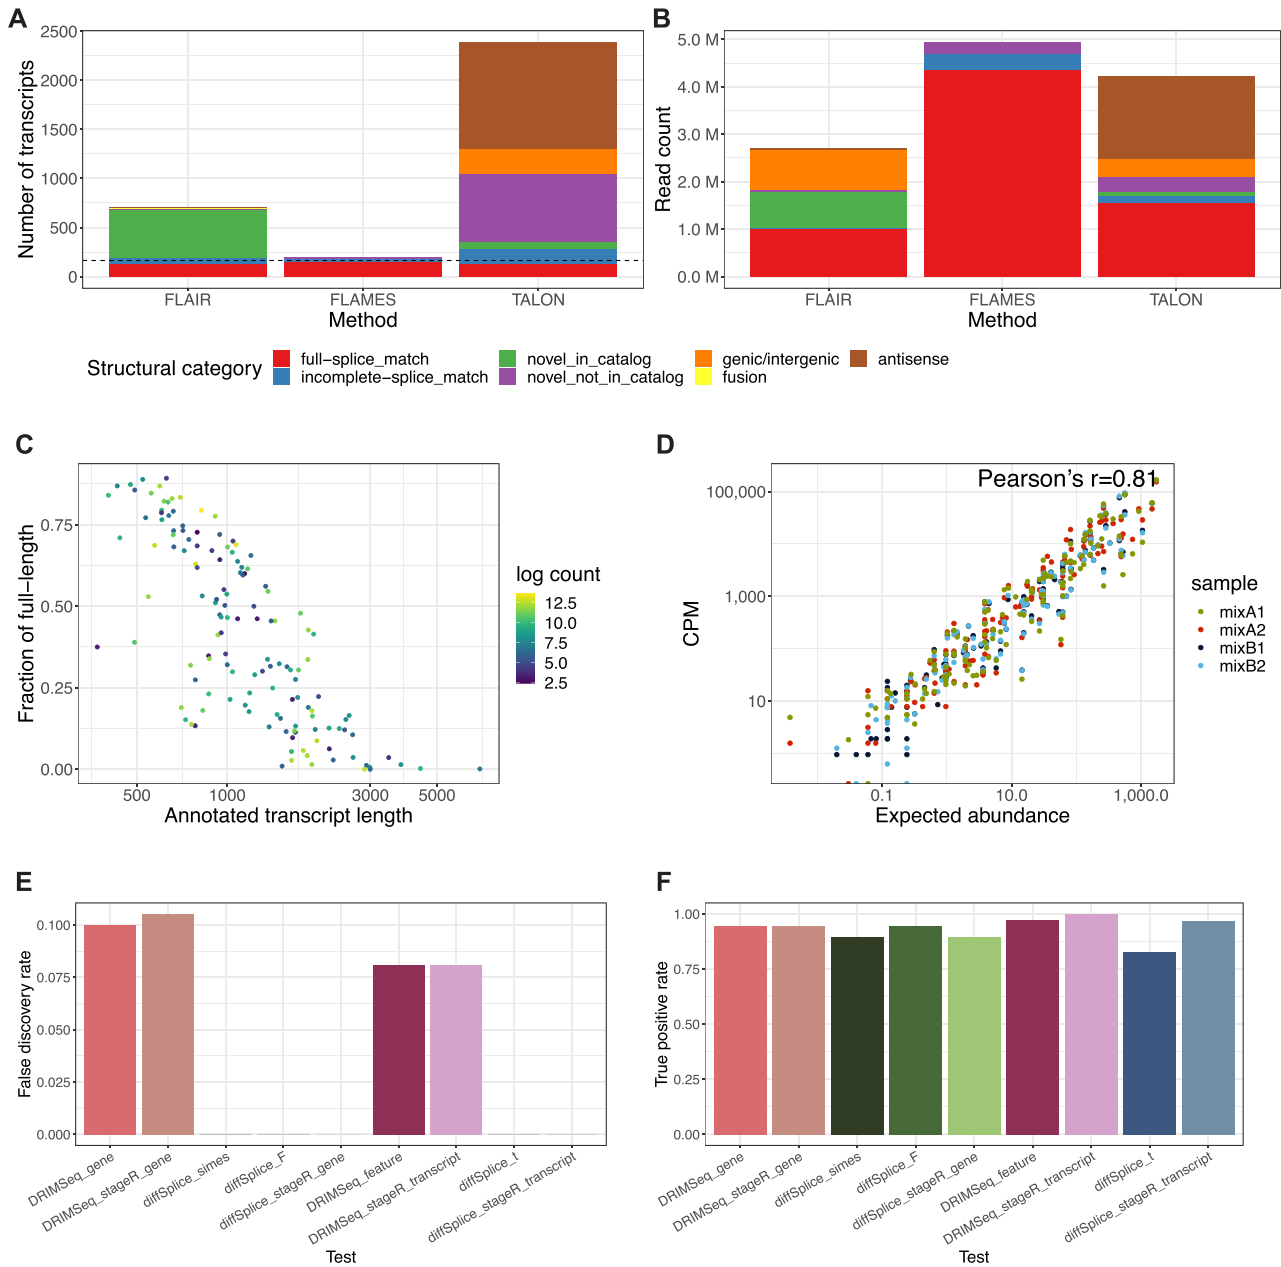 A
Number of transcripts
2500
2000
1500
1000
500
0
FLAIR
FLAMES
TALON
Method
B
Read count
5.0 M
4.0 M
3.0 M
2.0 M
1.0 M
0.0 M
FLAIR
FLAMES
TALON
Method
Structural category
full−splice_match
incomplete−splice_match
novel_in_catalog
novel_not_in_catalog
genic/intergenic
fusion
antisense
C
Fraction of full−length
0.75
0.50
0.25
0.00
500
1000
3000
5000
Annotated transcript length
log count
12.5
10.0
7.5
5.0
2.5
D
Pearson's r=0.81
CPM
100,000
1,000
10
0.1
10.0
1,000.0
Expected abundance
sample
mixA1
mixA2
mixB1
mixB2
E
False discovery rate
0.100
0.075
0.050
0.025
0.000
DRIMSeq_gene
DRIMSeq_stageR_gene
diffSplice_simes
diffSplice_F
diffSplice_stageR_gene
DRIMSeq_feature
DRIMSeq_stageR_transcript
diffSplice_t
diffSplice_stageR_transcript
Test
F
True positive rate
1.00
0.75
0.50
0.25
0.00
DRIMSeq_gene
DRIMSeq_stageR_gene
diffSplice_simes
diffSplice_F
diffSplice_stageR_gene
DRIMSeq_feature
DRIMSeq_stageR_transcript
diffSplice_t
diffSplice_stageR_transcript
Test